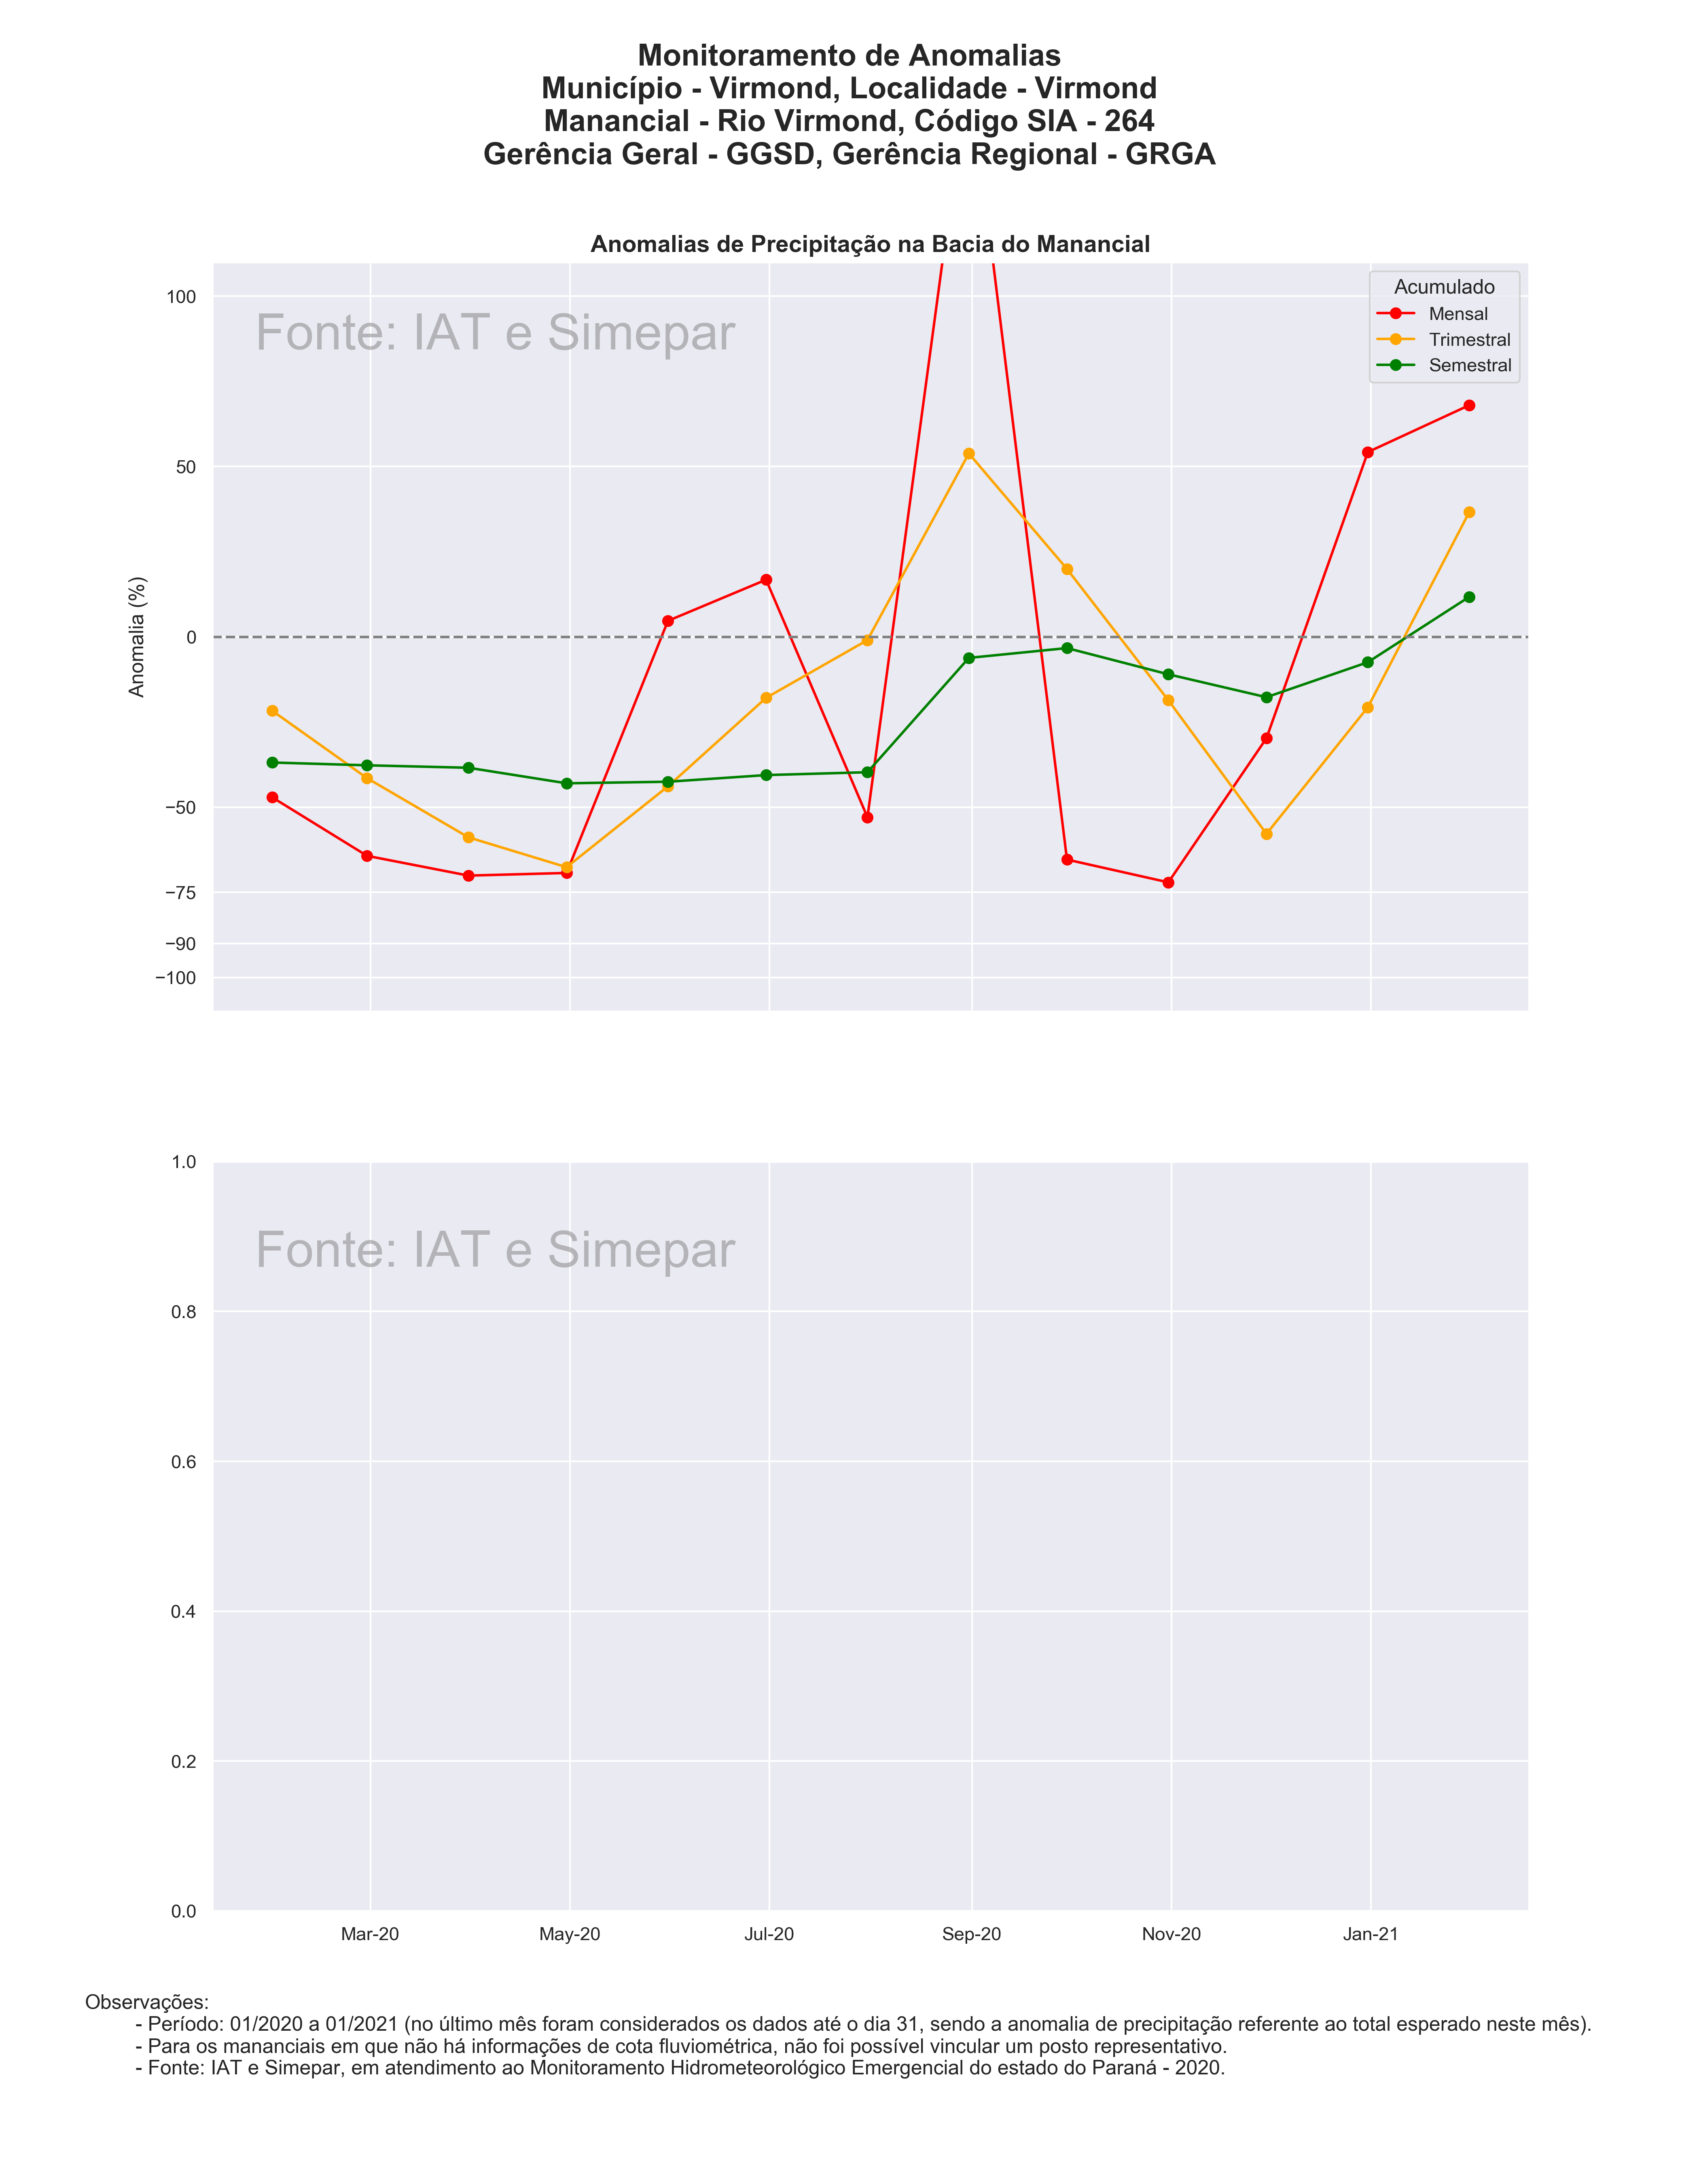 Monitoramento de Anomalias
Município - Virmond, Localidade - Virmond
Manancial - Rio Virmond, Código SIA - 264
Gerência Geral - GGSD, Gerência Regional - GRGA
Anomalias de Precipitação na Bacia do Manancial
Fonte: IAT e Simepar
Acumulado
Mensal
Trimestral
Semestral
Anomalia (%)
100
50
0
−50
−75
−90
−100
Fonte: IAT e Simepar
1.0
0.8
0.6
0.4
0.2
0.0
Mar-20 May-20 Jul-20 Sep-20 Nov-20 Jan-21
Observações:
- Período: 01/2020 a 01/2021 (no último mês foram considerados os dados até o dia 31, sendo a anomalia de precipitação referente ao total esperado neste mês).
- Para os mananciais em que não há informações de cota fluviométrica, não foi possível vincular um posto representativo.
- Fonte: IAT e Simepar, em atendimento ao Monitoramento Hidrometeorológico Emergencial do estado do Paraná - 2020.